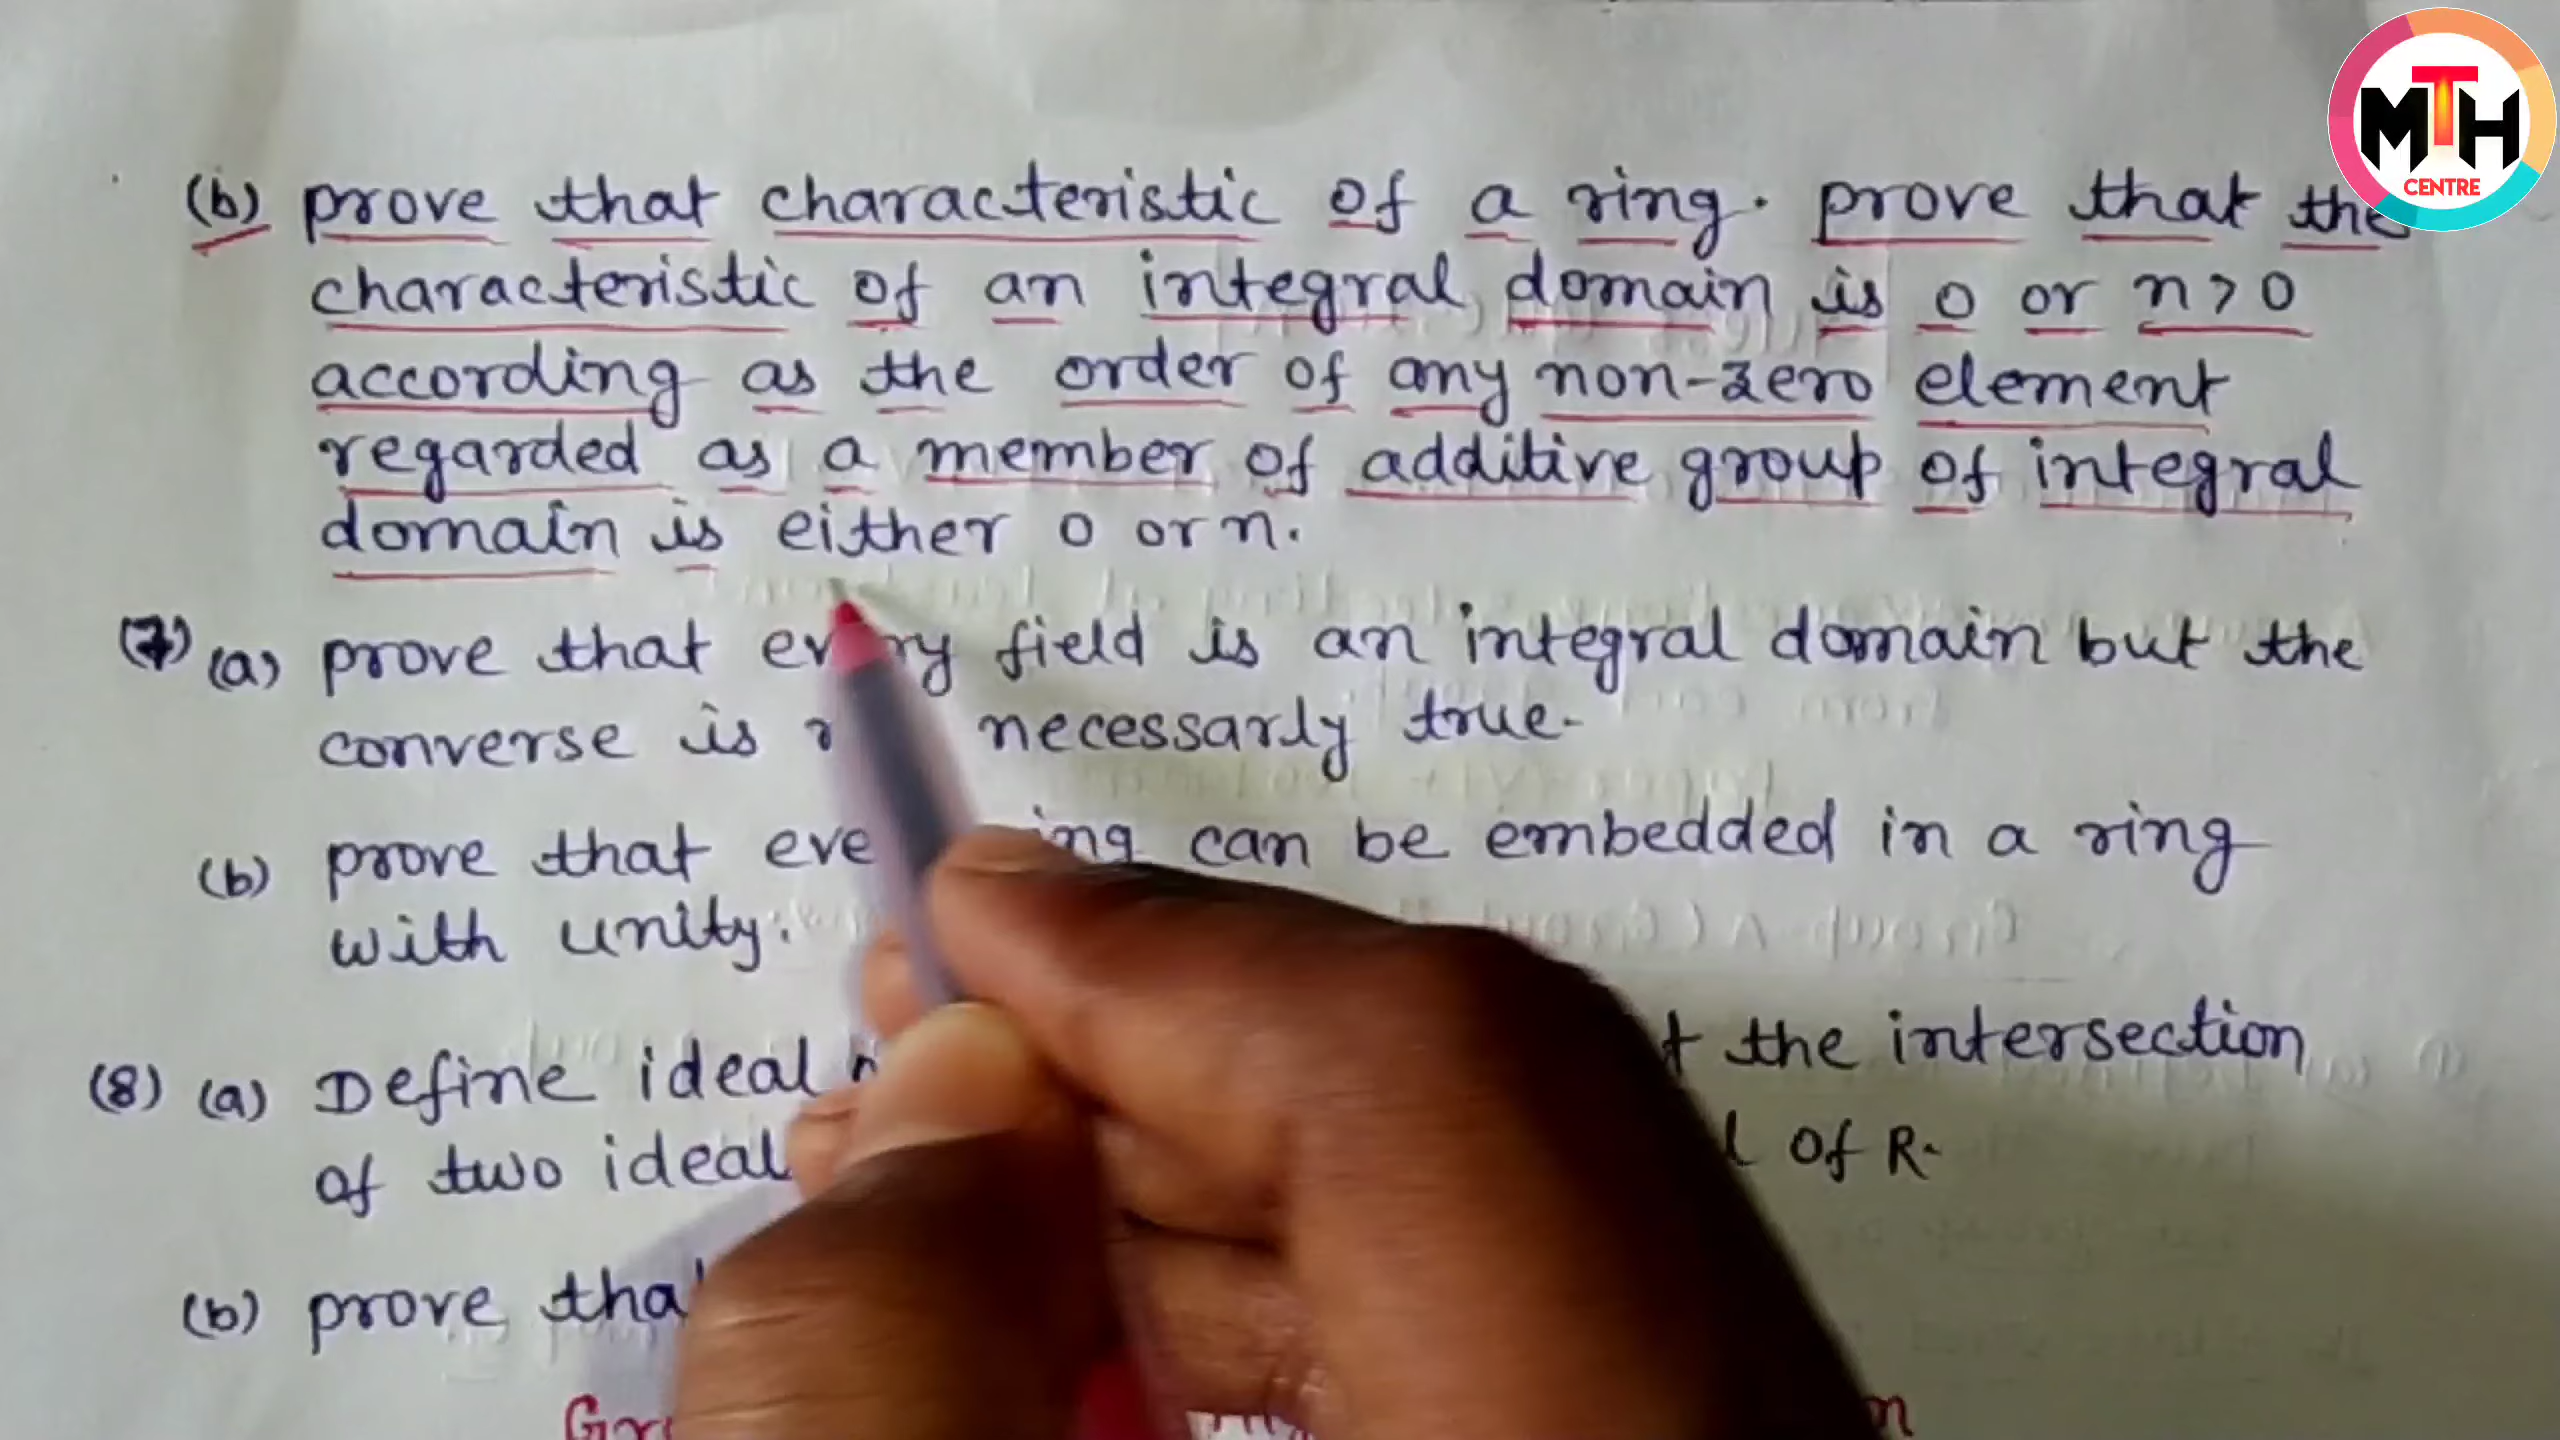 MTH
CENTRE
(b) prove that characteristic of a ring. prove that the
characteristic of an integral domain is 0 or n>0
according as the order of any non-zero element
regarded as a member of additive group of integral
domain is either 0 or n.
(7) (a) prove that every field is an integral domain but the
converse is necessarly true.
(b) prove that can be embedded in a ring
with unity.
(8) (a) Define ideal the intersection
of two ideal of R.
(b) prove